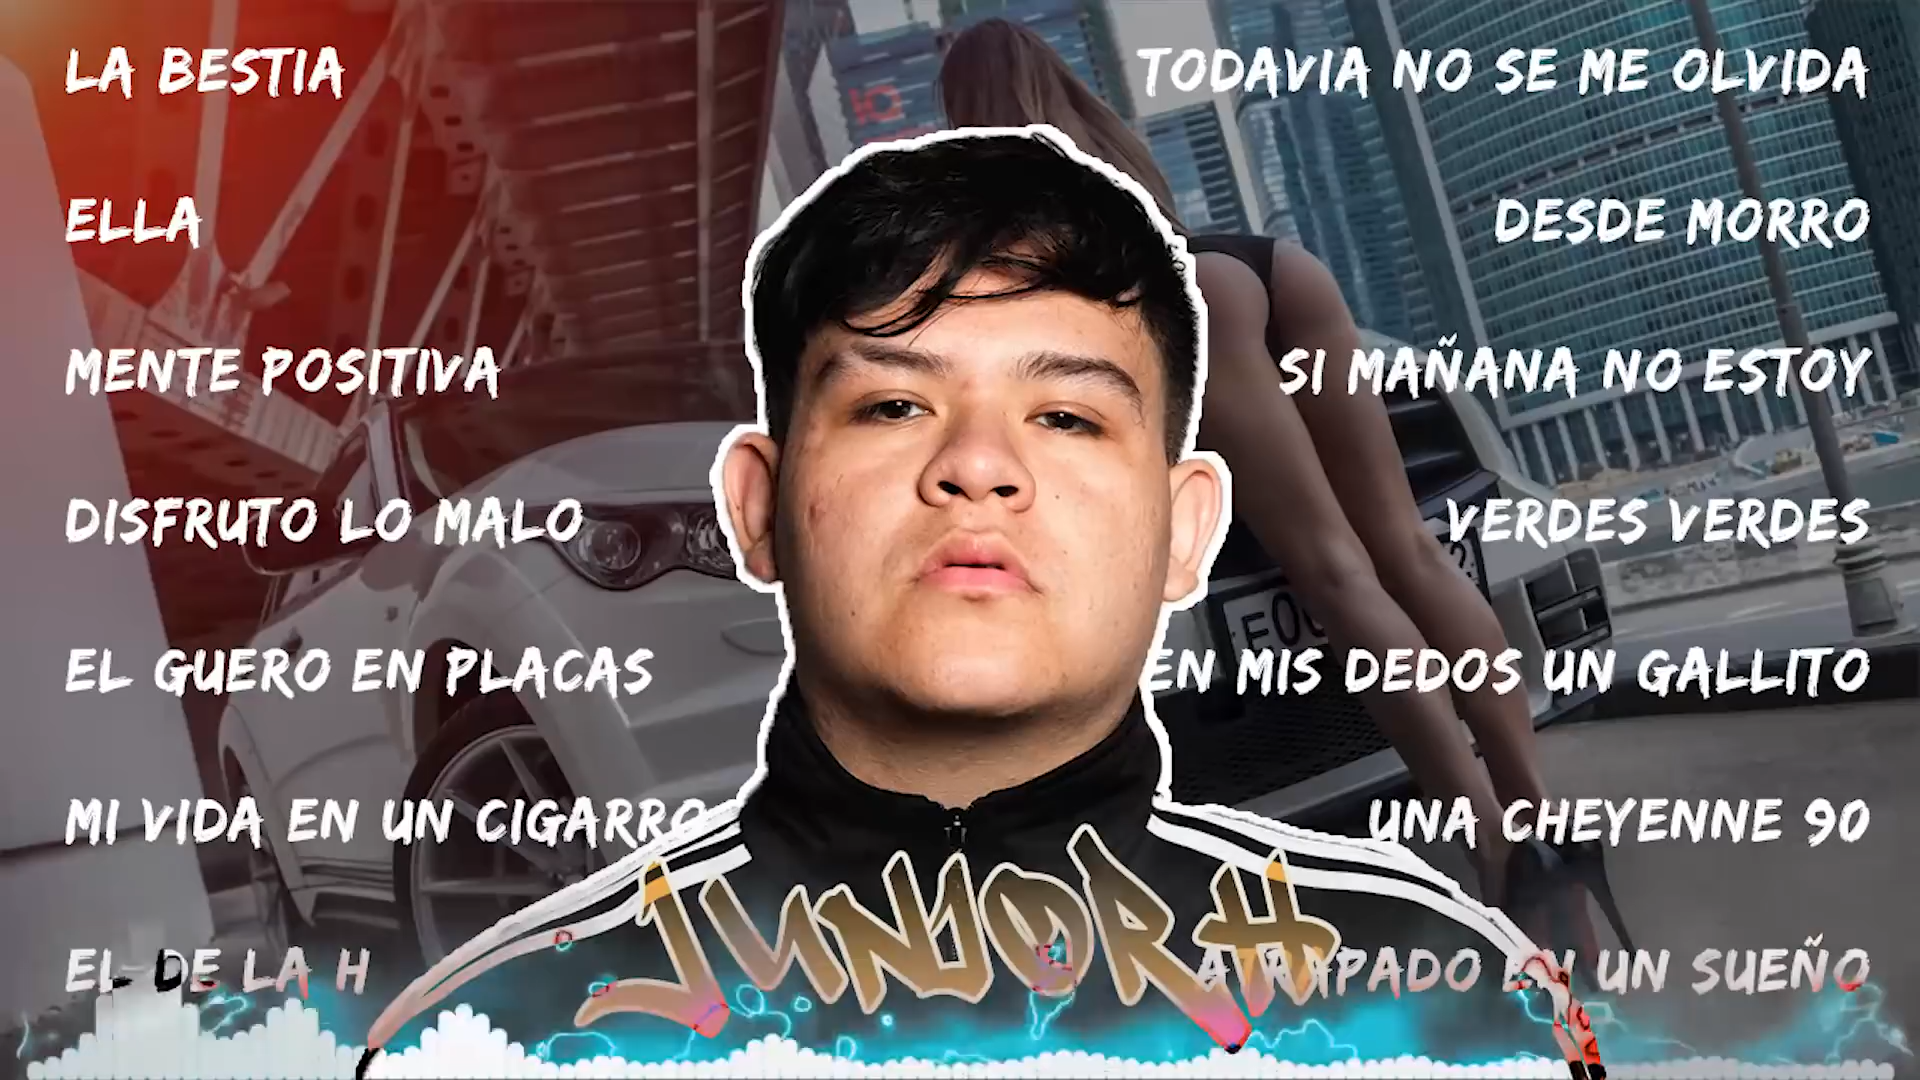 LA BESTIA
ELLA
MENTE POSITIVA
DISFRUTO LO MALO
EL GUERO EN PLACAS
MI VIDA EN UN CIGARRO
EL DE LA H
TODAVIA NO SE ME OLVIDA
DESDE MORRO
SI MAÑANA NO ESTOY
VERDES VERDES
EN MIS DEDOS UN GALLITO
UNA CHEYENNE 90
ATRAPADO EN UN SUEÑO
JUNIOR H